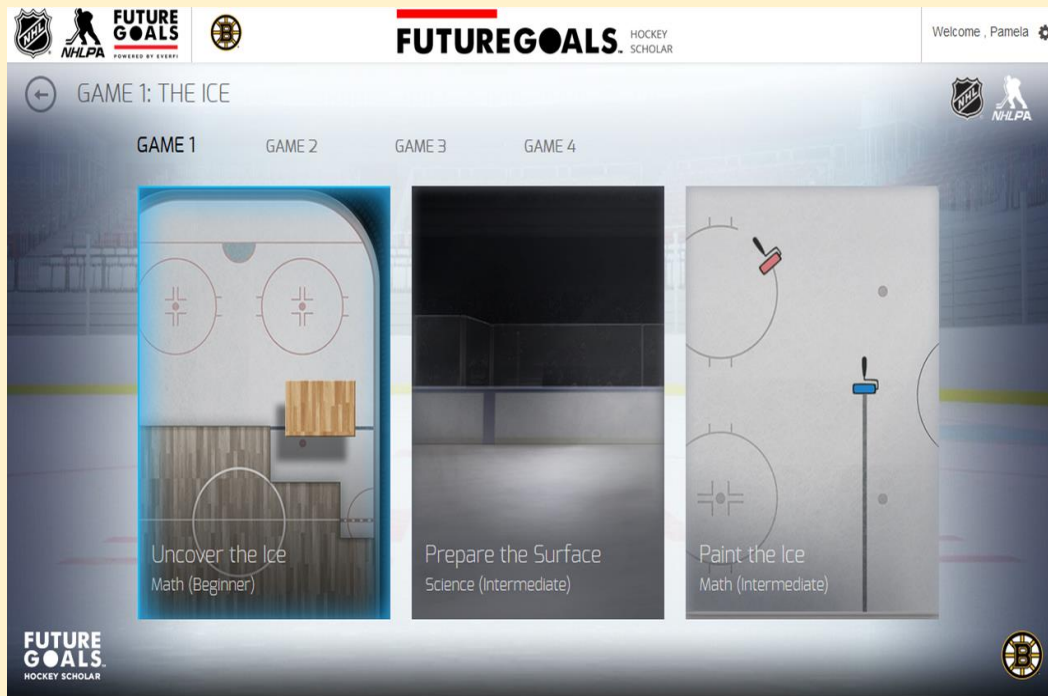 NHL
NHLPA
FUTURE
GOALS
POWERED BY EVERFI
B
FUTUREGOALS™
HOCKEY
SCHOLAR
Welcome , Pamela
GAME 1: THE ICE
NHL
NHLPA
GAME 1
GAME 2
GAME 3
GAME 4
Uncover the Ice
Math (Beginner)
Prepare the Surface
Science (Intermediate)
Paint the Ice
Math (Intermediate)
FUTURE
GOALS™
HOCKEY SCHOLAR
B